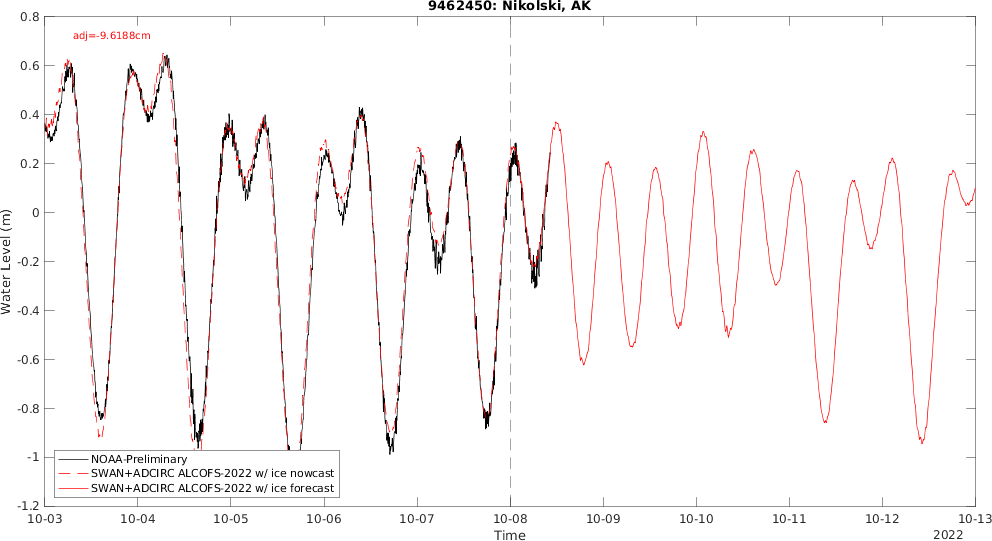 9462450: Nikolski, AK
adj=-9.6188cm
Water Level (m)
0.8
0.6
0.4
0.2
0
-0.2
-0.4
-0.6
-0.8
-1
-1.2
NOAA-Preliminary
SWAN+ADCIRC ALCOFS-2022 w/ ice nowcast
SWAN+ADCIRC ALCOFS-2022 w/ ice forecast
10-03 10-04 10-05 10-06 10-07 10-08 10-09 10-10 10-11 10-12 10-13
Time
2022